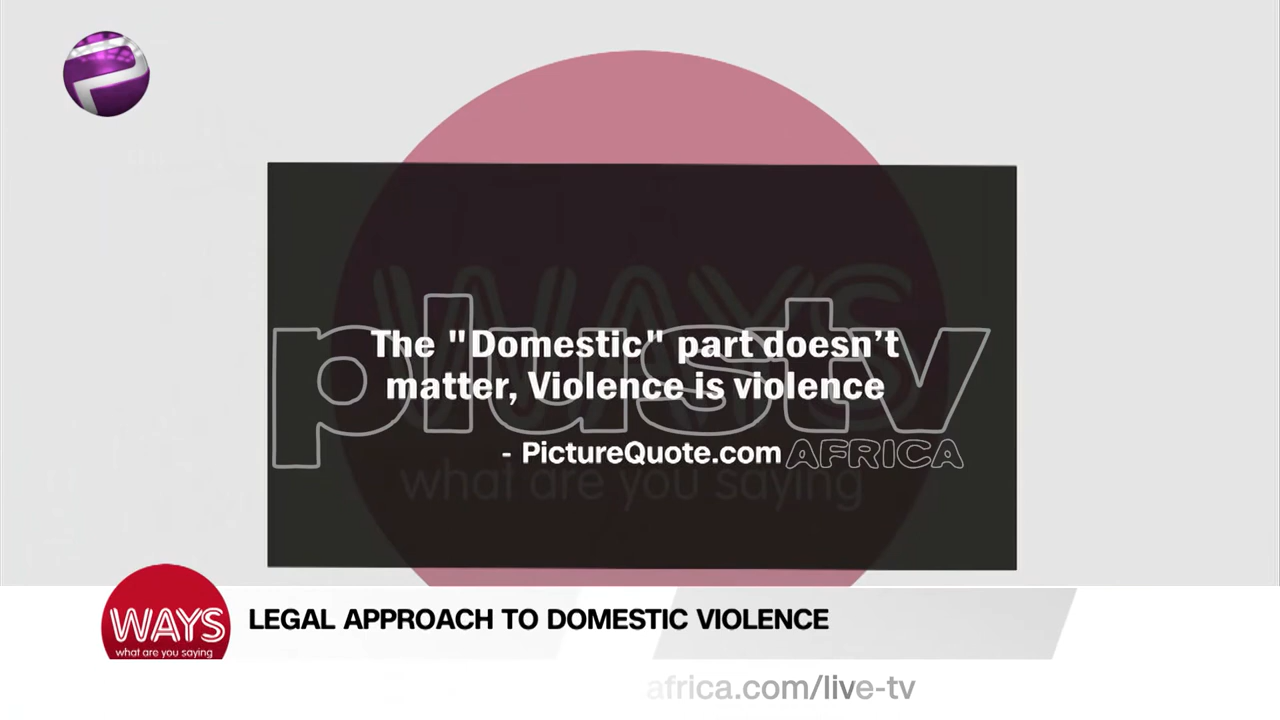 The "Domestic" part doesn't
matter, Violence is violence
- PictureQuote.com
plustv
AFRICA
WAYS
what are you saying
WAYS
what are you saying
LEGAL APPROACH TO DOMESTIC VIOLENCE
africa.com/live-tv